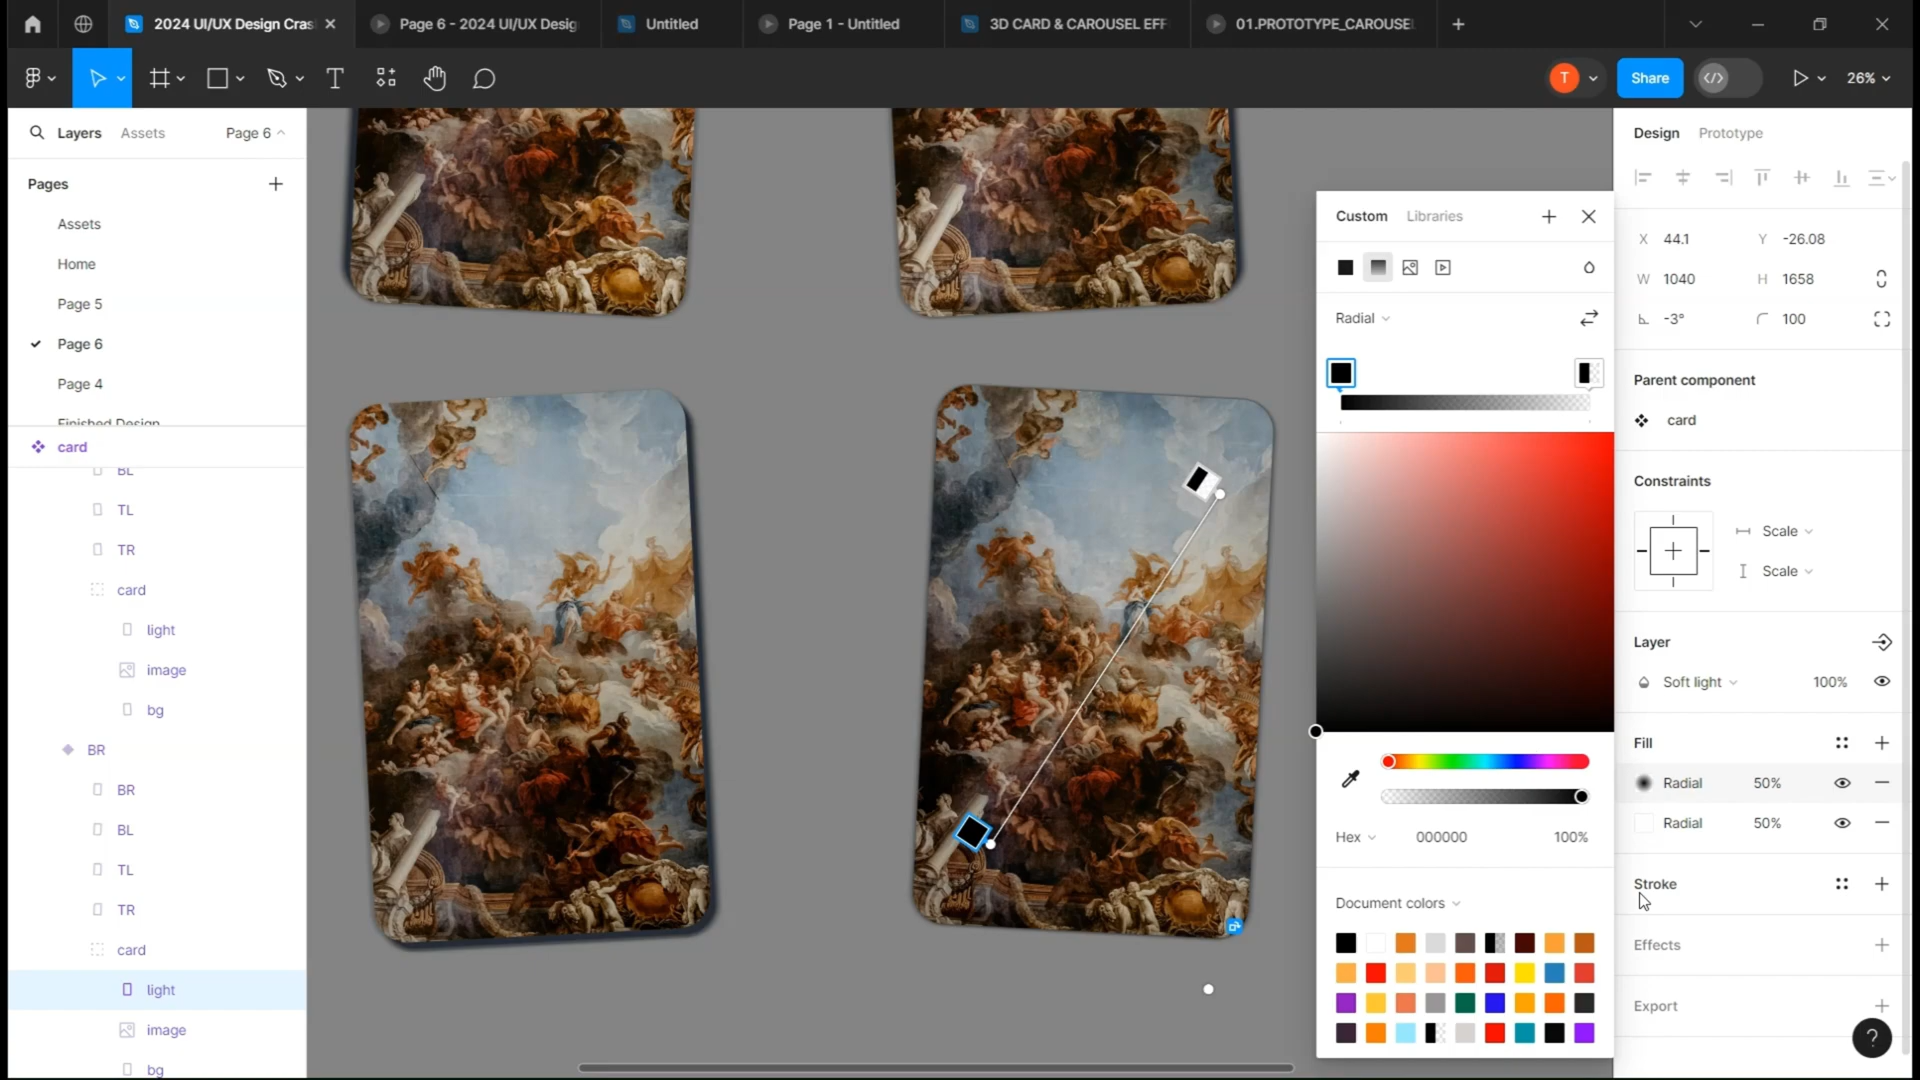 2024 UI/UX Design Cras
Page 6 - 2024 UI/UX Desig
Untitled
Page 1 - Untitled
3D CARD & CAROUSEL EFF
01.PROTOTYPE_CAROUSEL
T
Share
26%
Layers
Assets
Page 6
Pages
Assets
Home
Page 5
Page 6
Page 4
Finished Design
card
BL
TL
TR
card
light
image
bg
BR
BR
BL
TL
TR
card
light
image
bg
Custom
Libraries
Radial
Hex
000000
100%
Document colors
Design
Prototype
X
44.1
Y
-26.08
W
1040
H
1658
-3°
100
Parent component
card
Constraints
Scale
Scale
Layer
Soft light
100%
Fill
Radial
50%
Radial
50%
Stroke
Effects
Export
?